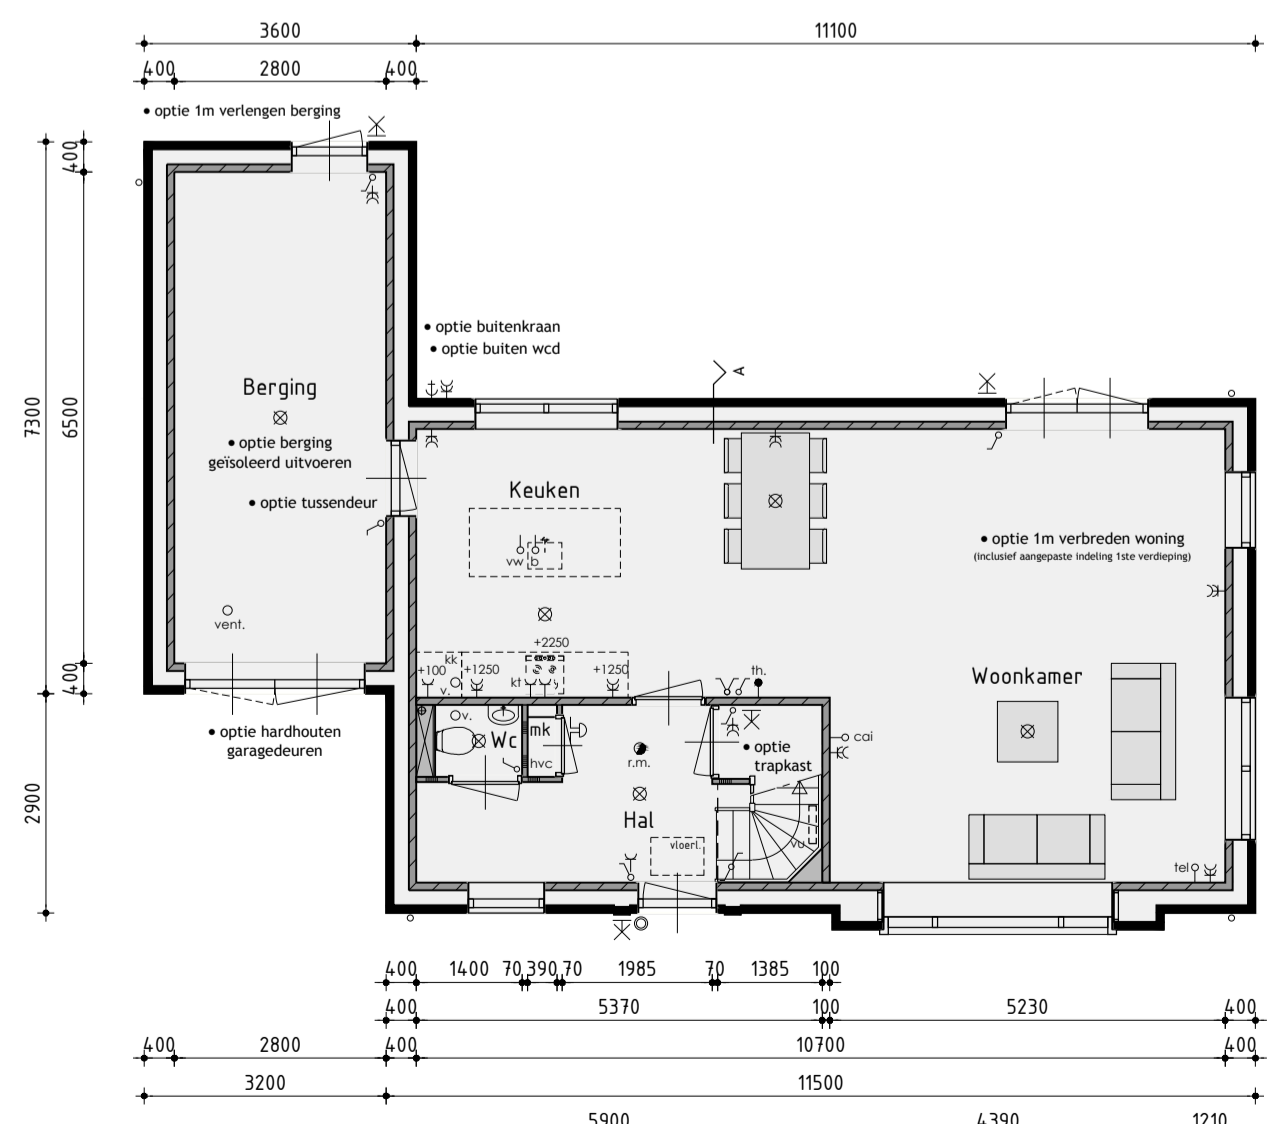 3600 11100
400 2800 400
• optie 1m verlengen berging
400
7300
6500
400
2900
• optie buitenkraan
• optie buiten wcd
A
Berging
• optie berging
geïsoleerd uitvoeren
• optie tussendeur
Keuken
vw b
• optie 1m verbreden woning
(inclusief aangepaste indeling 1ste verdieping)
vent.
+2250
kk
+100 +1250 +1250
v. kt
th.
Woonkamer
• optie hardhouten
garagedeuren
v.
Wc
mk
hvc
r.m.
• optie
trapkast
cai
Hal
vloerl.
vu
tel
400 1400 70 390 70 1985 70 1385 100
400 5370 100 5230 400
400 2800 400 10700 400
3200 11500
5900 4390 1210